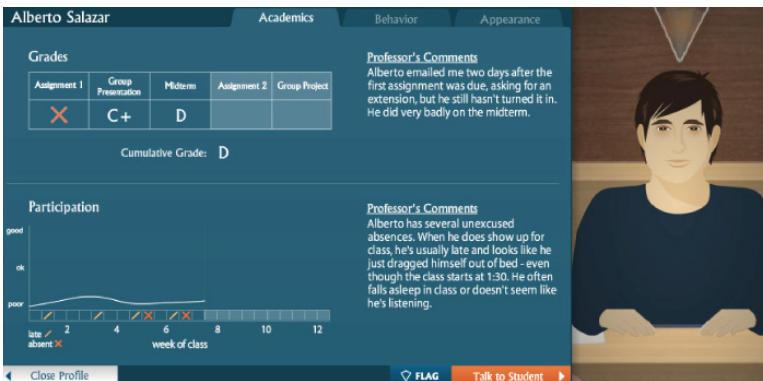 Alberto Salazar
Academics
Behavior
Appearance
Grades
Assignment 1
Group
Presentation
Midterm
Assignment 2
Group Project
C+
D
Cumulative Grade: D
Professor's Comments
Alberto emailed me two days after the
first assignment was due, asking for an
extension, but he still hasn't turned it in.
He did very badly on the midterm.
Participation
good
ok
poor
late
absent
2 4 6 8 10 12
week of class
Professor's Comments
Alberto has several unexcused
absences. When he does show up for
class, he's usually late and looks like he
just dragged himself out of bed - even
though the class starts at 1:30. He often
falls asleep in class or doesn't seem like
he's listening.
Close Profile
FLAG
Talk to Student